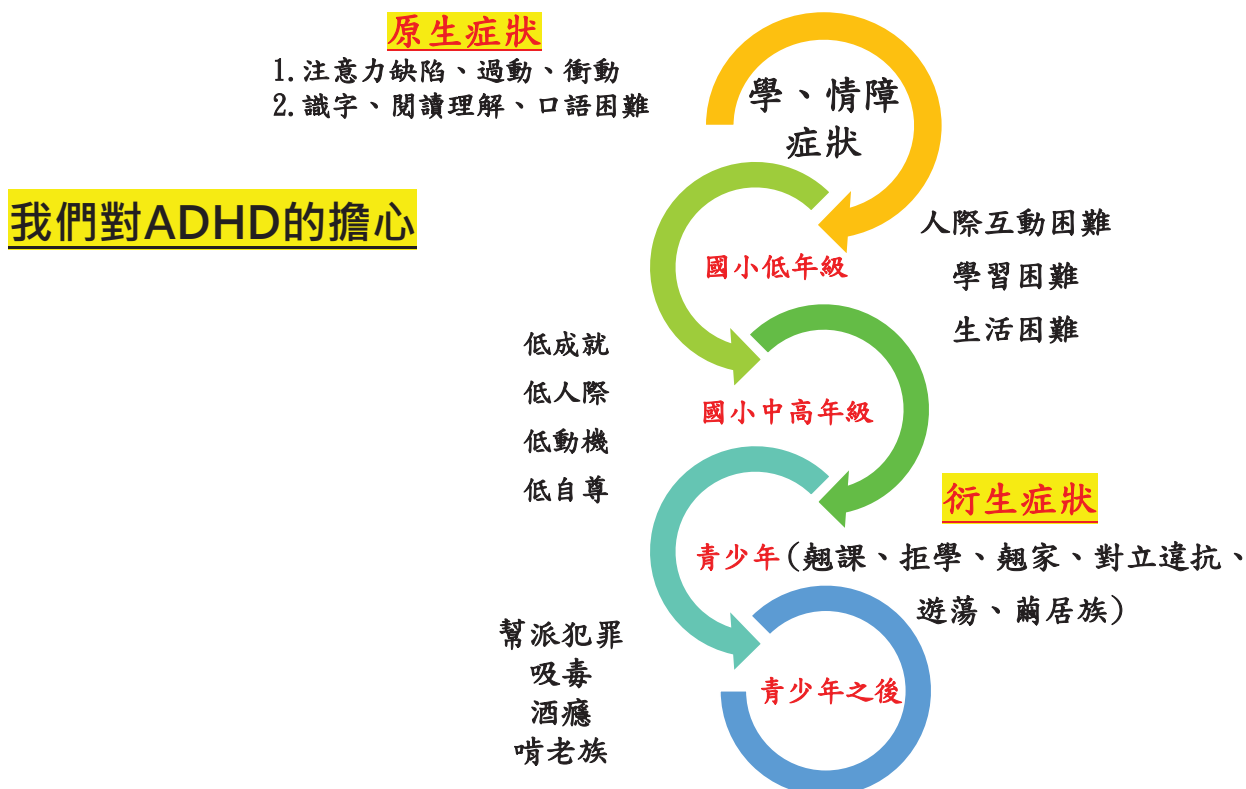 原生症狀
1.注意力缺陷、過動、衝動
2.識字、閱讀理解、口語困難
學、情障
症狀
我們對ADHD的擔心
人際互動困難
學習困難
生活困難
國小低年級
低成就
低人際
低動機
低自尊
國小中高年級
衍生症狀
青少年(翹課、拒學、翹家、對立違抗、
遊蕩、繭居族)
幫派犯罪
吸毒
酒癮
啃老族
青少年之後